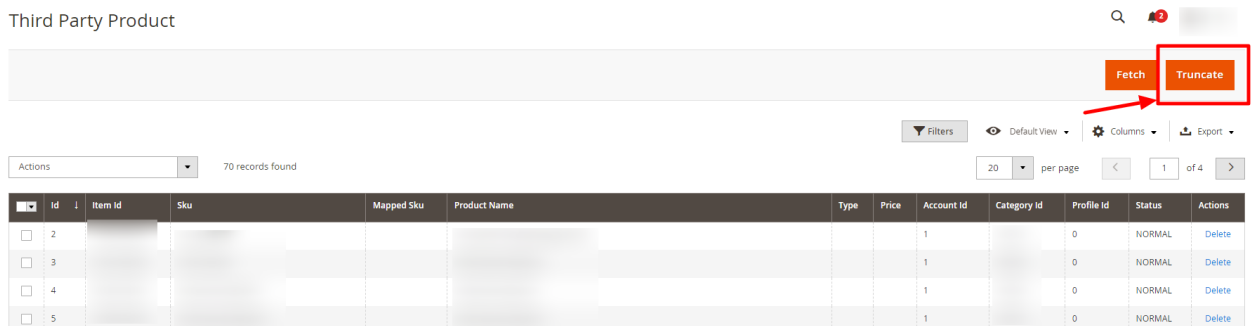 Third Party Product
2
Fetch Truncate
Filters Default View Columns Export
Actions 70 records found 20 per page 1 of 4
Id ↓ Item Id Sku Mapped Sku Product Name Type Price Account Id Category Id Profile Id Status Actions
2 1 0 NORMAL Delete
3 1 0 NORMAL Delete
4 1 0 NORMAL Delete
5 1 0 NORMAL Delete